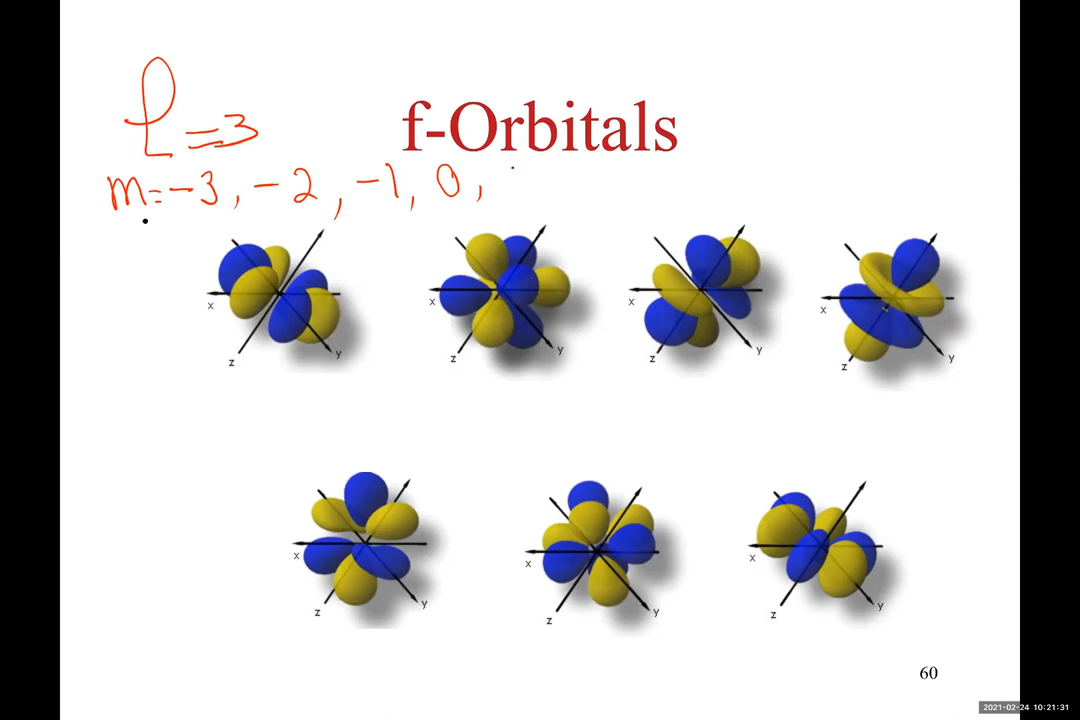 ℓ=3
f-Orbitals
m=-3, -2, -1, 0,
x
z
y
x
z
y
x
z
y
x
z
y
x
z
y
x
z
y
x
z
y
60
2021-02-24 10:21:31